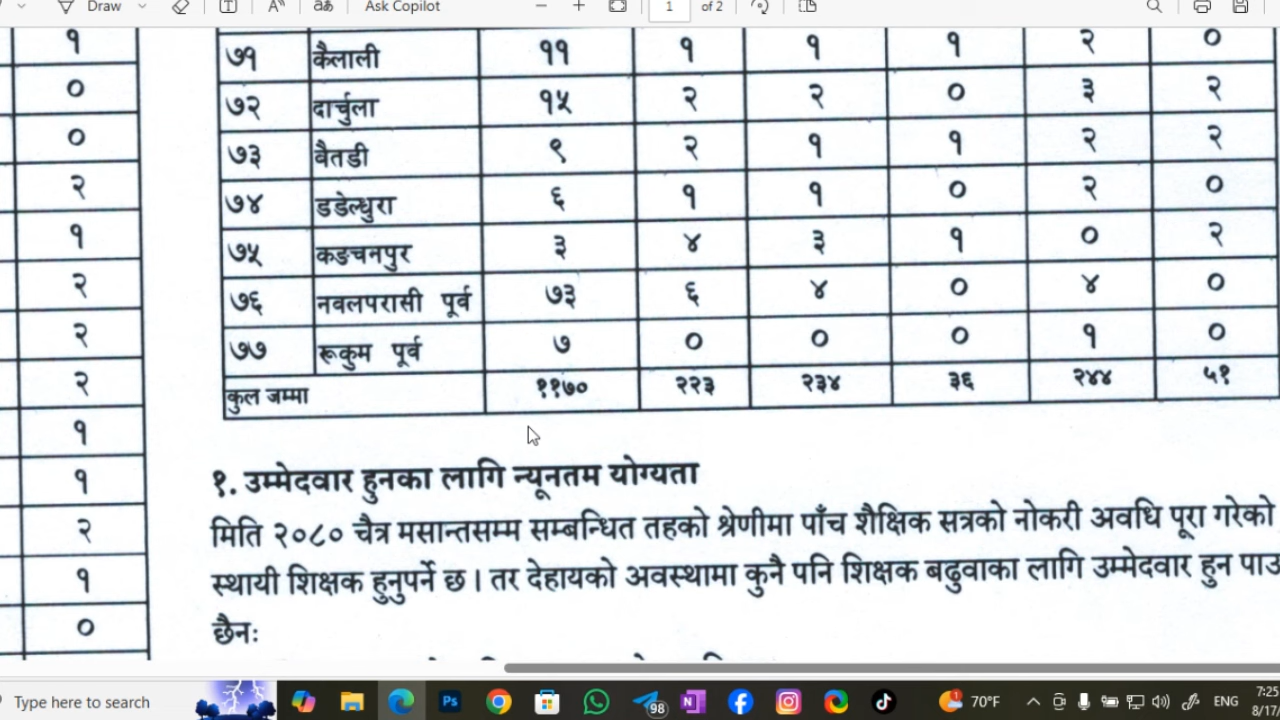 Draw Ask Copilot 1 of 2
१
०
०
२
१
२
२
२
१
१
२
१
०
७१ कैलाली ११ १ १ १ २ ०
७२ दार्चुला १५ २ २ ० ३ २
७३ वैतडी ९ २ १ १ २ २
७४ डडेल्धुरा ६ १ १ ० २ ०
७५ कञ्चनपुर ३ ४ ३ १ ० २
७६ नवलपरासी पूर्व ७३ ६ ४ ० ४ ०
७७ रूकुम पूर्व ७ ० ० ० १ ०
कुल जम्मा ११७० २२३ २३४ ३६ २४४ ५१
१. उम्मेदवार हुनका लागि न्यूनतम योग्यता
मिति २०८० चैत्र मसान्तसम्म सम्बन्धित तहको श्रेणीमा पाँच शैक्षिक सत्रको नोकरी अवधि पूरा गरेको
स्थायी शिक्षक हुनुपर्ने छ । तर देहायको अवस्थामा कुनै पनि शिक्षक बढुवाका लागि उम्मेदवार हुन पाउ
छैनः
Type here to search 98 1 70°F ENG 7:25
8/17/